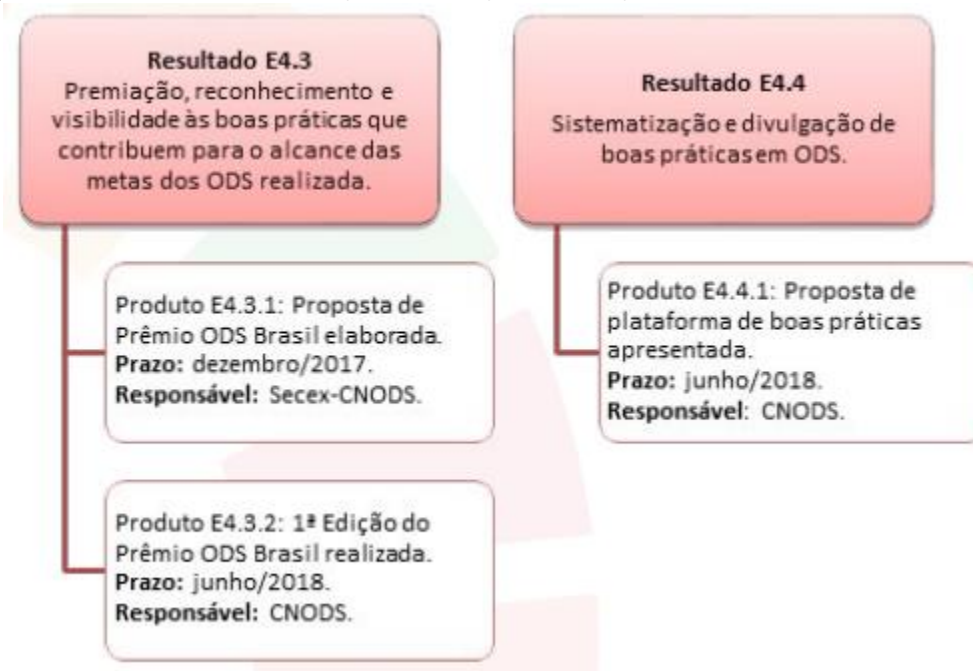 Resultado E4.3
Premiação, reconhecimento e
visibilidade às boas práticas que
contribuem para o alcance das
metas dos ODS realizada.
Produto E4.3.1: Proposta de
Prêmio ODS Brasil elaborada.
Prazo: dezembro/2017.
Responsável: Secex-CNODS.
Produto E4.3.2: 1ª Edição do
Prêmio ODS Brasil realizada.
Prazo: junho/2018.
Responsável: CNODS.
Resultado E4.4
Sistematização e divulgação de
boas práticas em ODS.
Produto E4.4.1: Proposta de
plataforma de boas práticas
apresentada.
Prazo: junho/2018.
Responsável: CNODS.